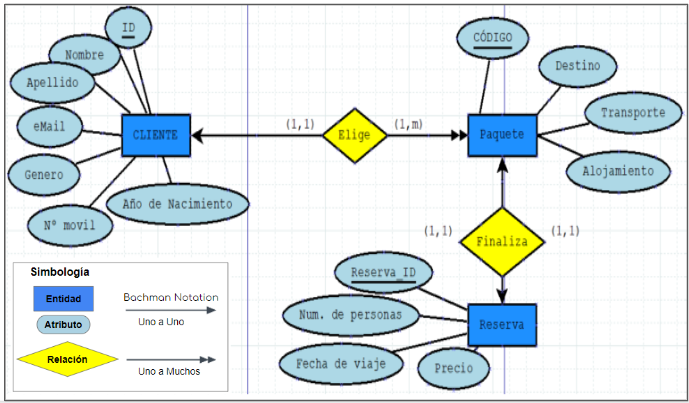 ID
Nombre
Apellido
eMail
Genero
Nº movil
Año de Nacimiento
CLIENTE
(1,1)
Elige
(1,m)
CÓDIGO
Destino
Transporte
Alojamiento
Paquete
(1,1)
Finaliza
(1,1)
Reserva_ID
Num. de personas
Fecha de viaje
Precio
Reserva
Simbología
Entidad
Atributo
Relación
Bachman Notation
Uno a Uno
Uno a Muchos